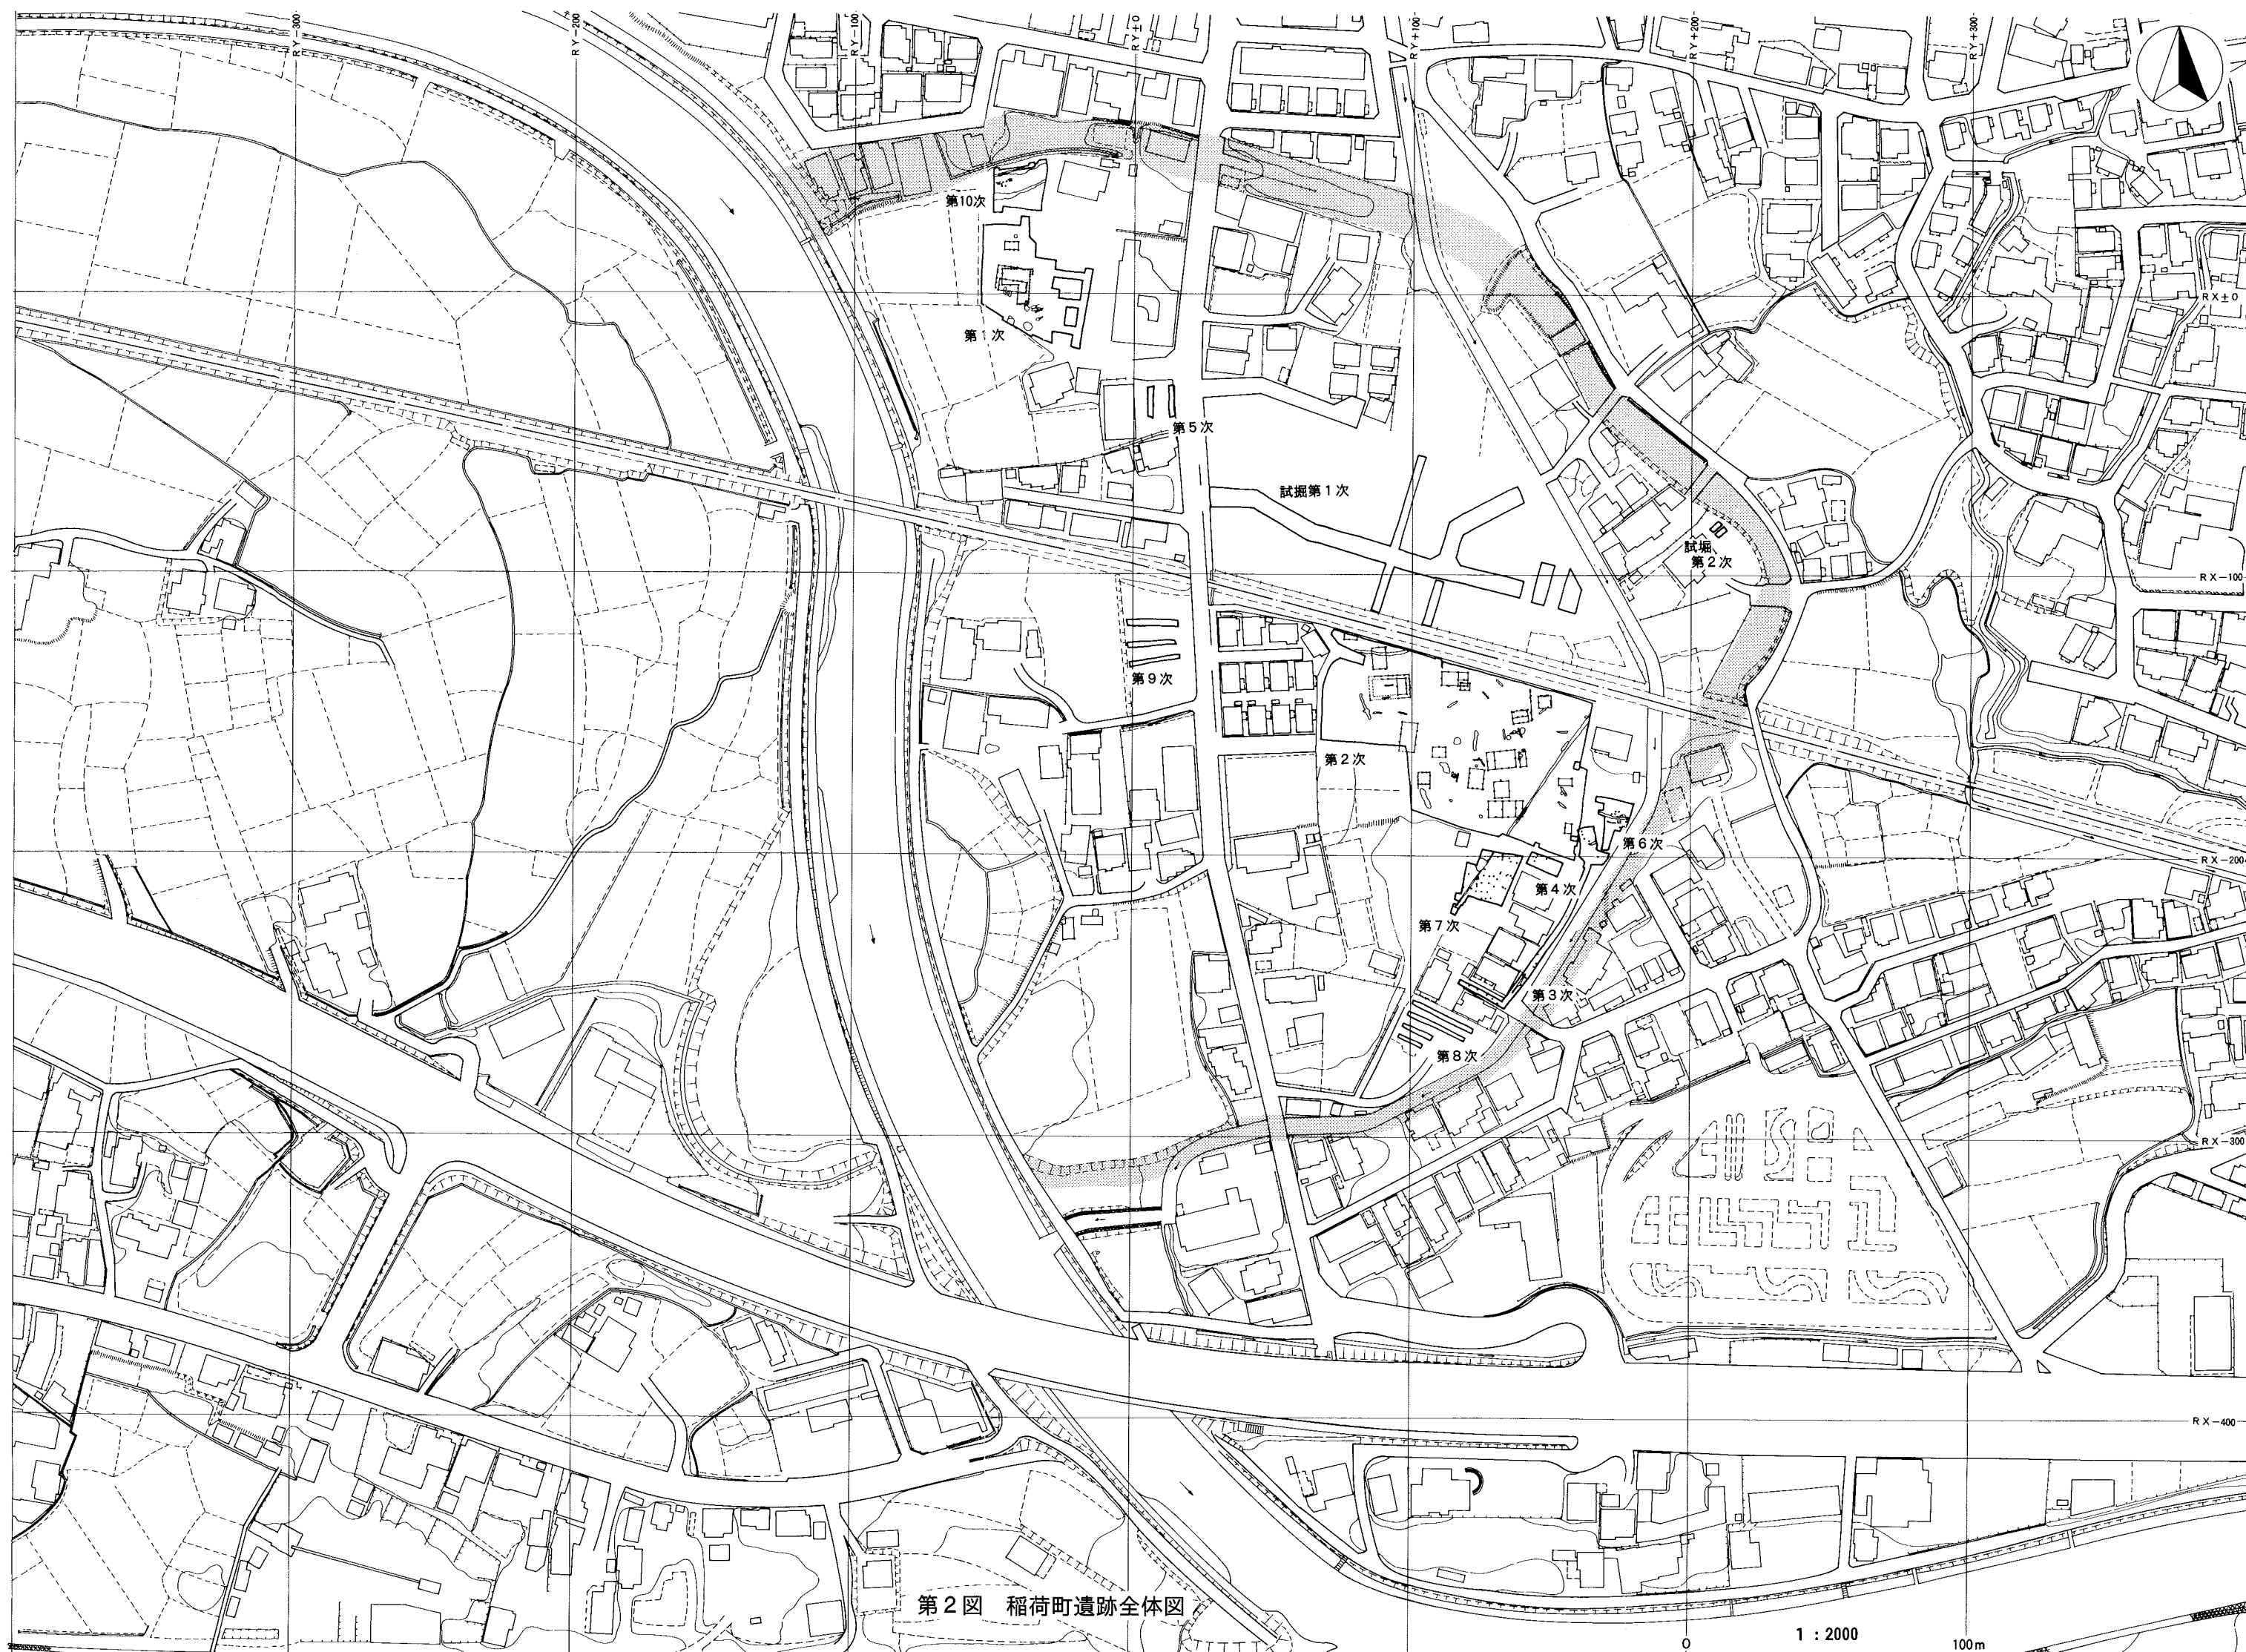 RY-300
RY-200
RY-100
RY±0
RY+100
RY+200
RY+300
第10次
RX±0
第1次
第5次
試掘第1次
試掘
第2次
RX-100
第9次
第2次
第6次
RX-200
第4次
第7次
第3次
第8次
RX-300
RX-400
第2図 稲荷町遺跡全体図
1:2000
0
100m